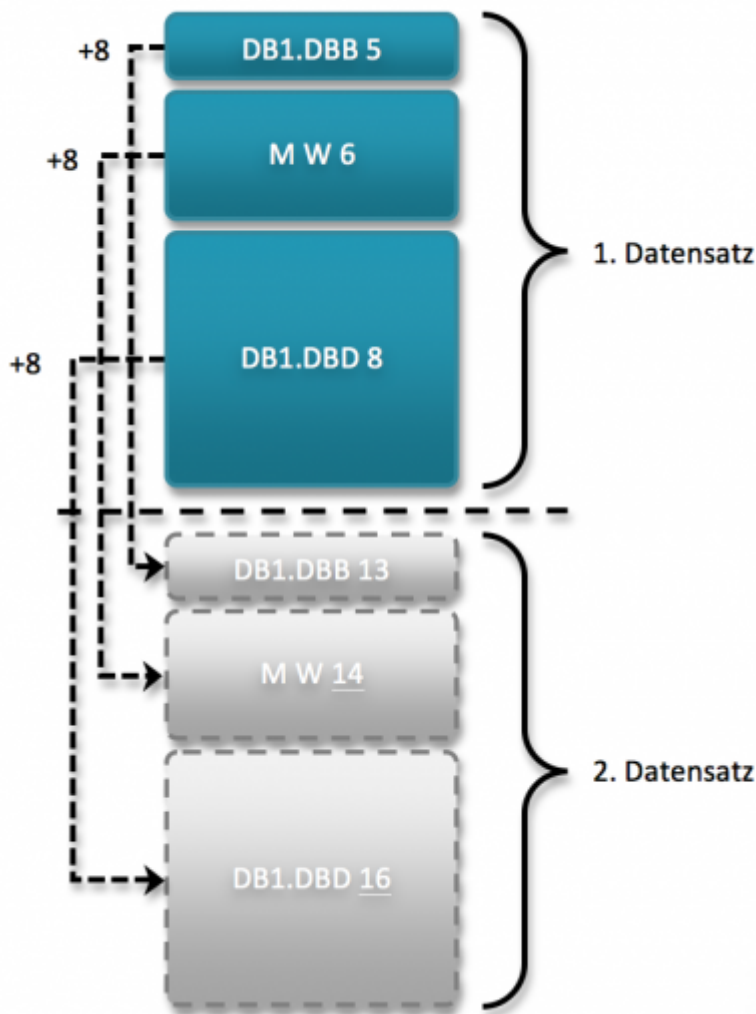 +8
DB1.DBB 5
+8
M W 6
1. Datensatz
+8
DB1.DBD 8
DB1.DBB 13
M W 14
2. Datensatz
DB1.DBD 16